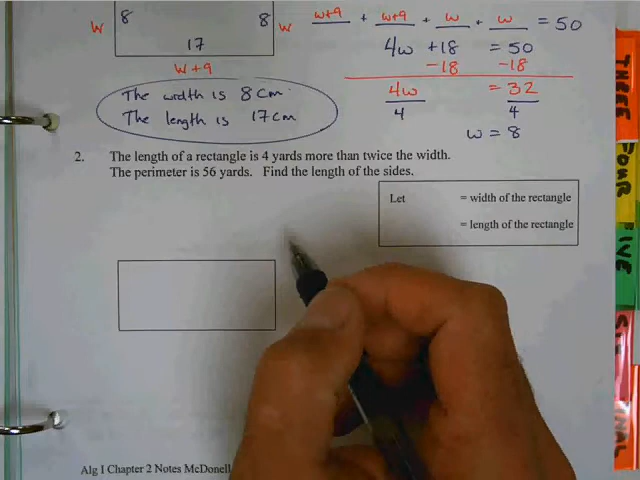 w+9 + w+9 + w + w = 50
W 8 8 W
17
W+9
4w +18 = 50
-18 -18
4w = 32
4 4
w = 8
The width is 8 cm.
The length is 17 cm
2. The length of a rectangle is 4 yards more than twice the width.
The perimeter is 56 yards. Find the length of the sides.
Let = width of the rectangle
= length of the rectangle
Alg I Chapter 2 Notes McDonell
THREE
FOUR
FIVE